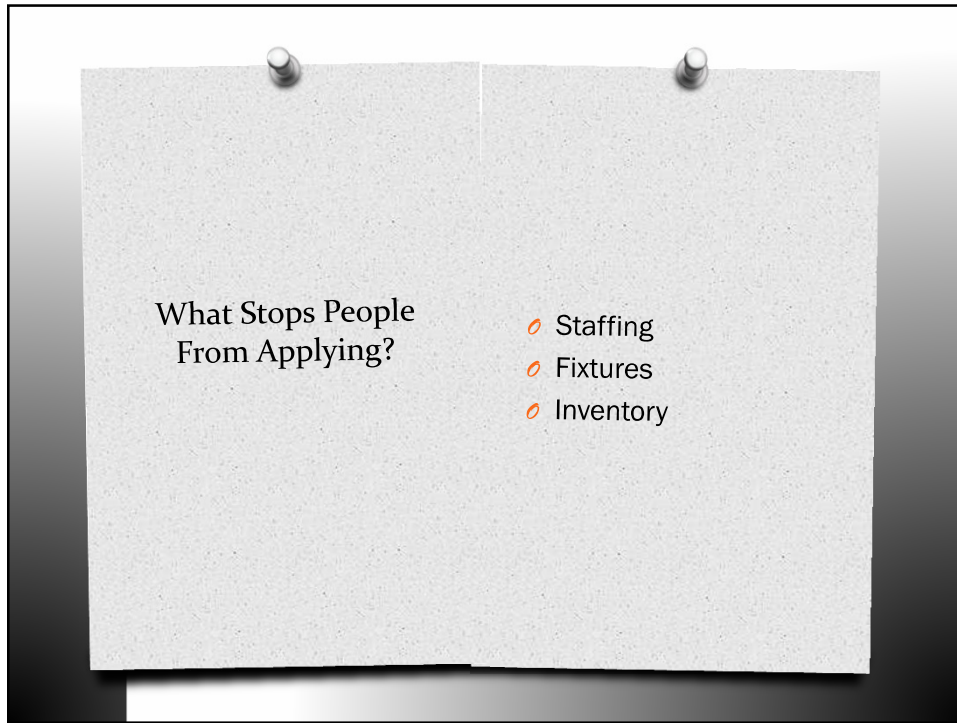 What Stops People
From Applying?
Staffing
Fixtures
Inventory